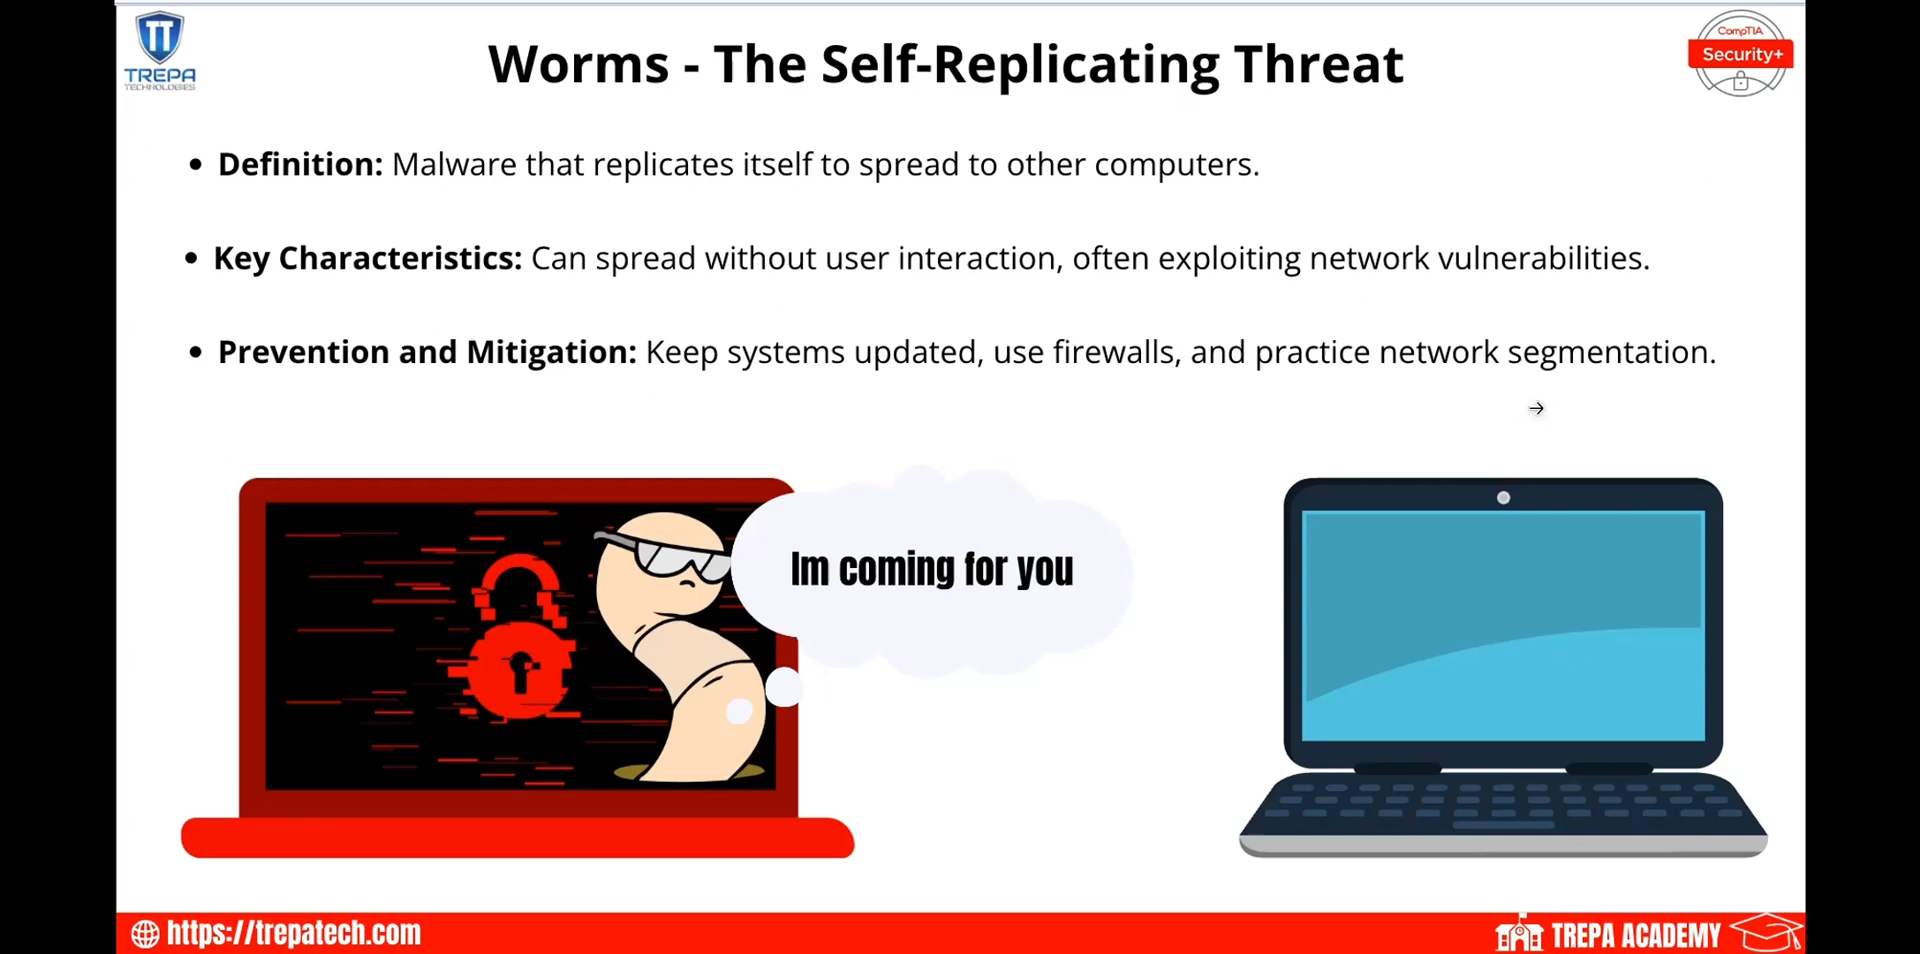 TREPA
TECHNOLOGIES
Worms - The Self-Replicating Threat
CompTIA
Security+
• Definition: Malware that replicates itself to spread to other computers.
• Key Characteristics: Can spread without user interaction, often exploiting network vulnerabilities.
• Prevention and Mitigation: Keep systems updated, use firewalls, and practice network segmentation.
Im coming for you
https://trepatech.com
TREPA ACADEMY